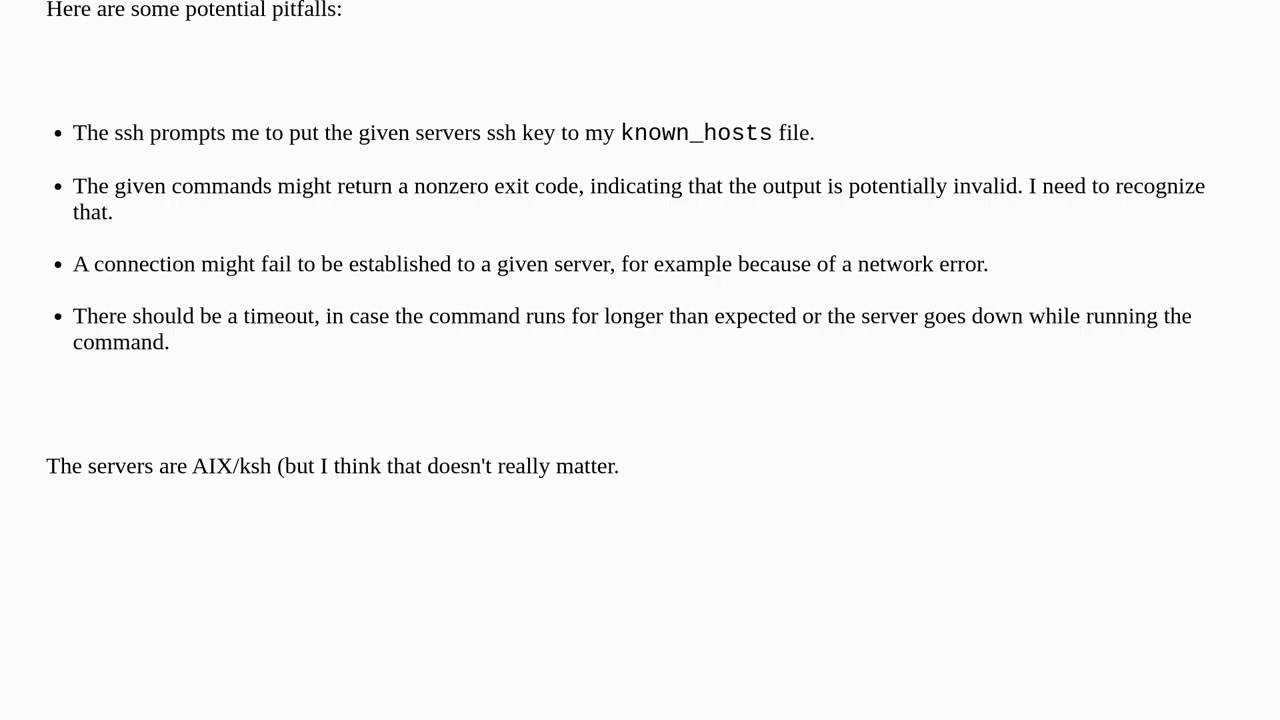 Here are some potential pitfalls:
The ssh prompts me to put the given servers ssh key to my known_hosts file.
The given commands might return a nonzero exit code, indicating that the output is potentially invalid. I need to recognize
that.
A connection might fail to be established to a given server, for example because of a network error.
There should be a timeout, in case the command runs for longer than expected or the server goes down while running the
command.
The servers are AIX/ksh (but I think that doesn't really matter.